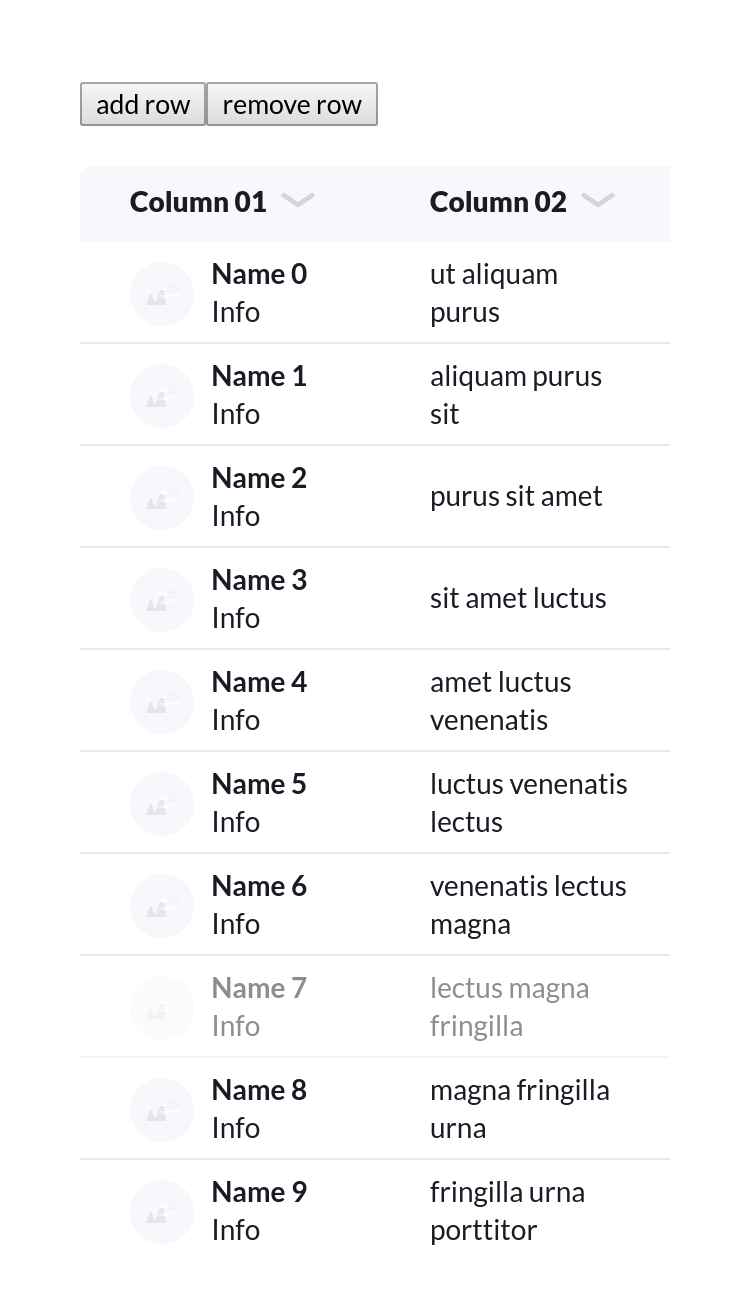 add row remove row
Column 01 Column 02
Name 0
Info
ut aliquam
purus
Name 1
Info
aliquam purus
sit
Name 2
Info
purus sit amet
Name 3
Info
sit amet luctus
Name 4
Info
amet luctus
venenatis
Name 5
Info
luctus venenatis
lectus
Name 6
Info
venenatis lectus
magna
Name 7
Info
lectus magna
fringilla
Name 8
Info
magna fringilla
urna
Name 9
Info
fringilla urna
porttitor